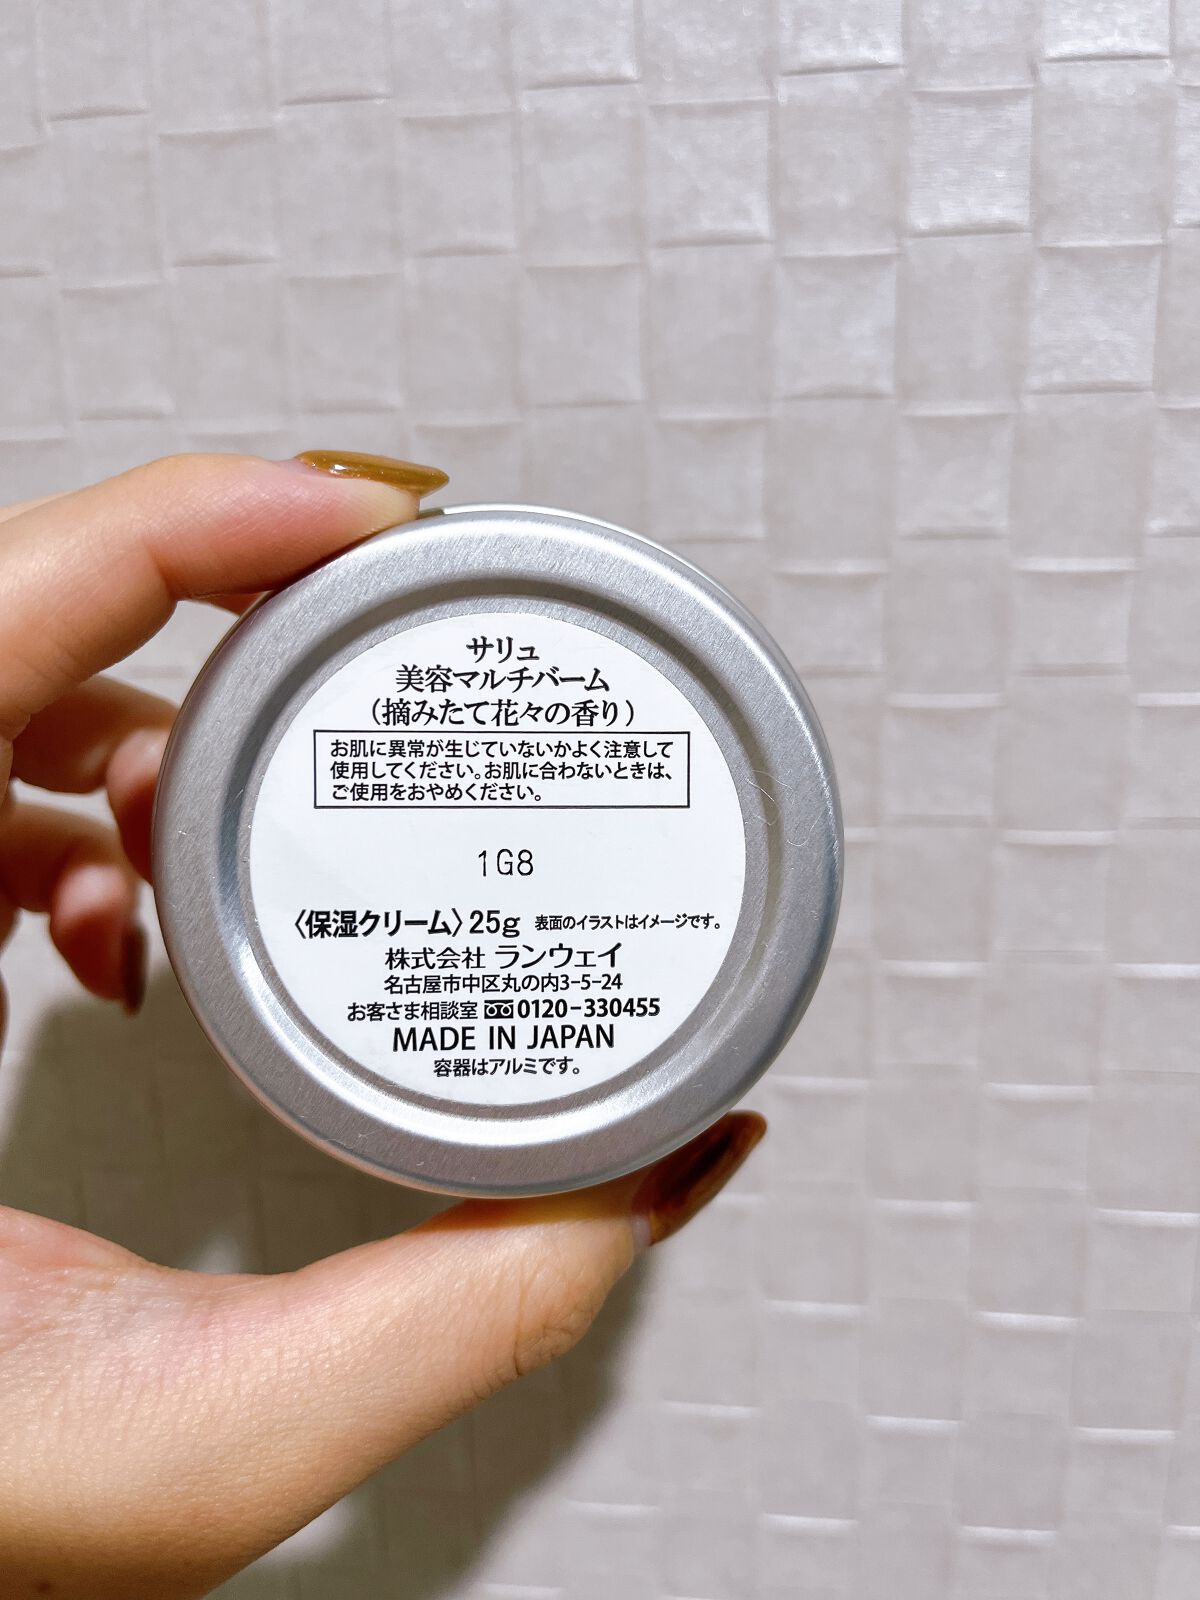 サリュ
美容マルチバーム
（摘みたて花々の香り）
お肌に異常が生じていないかよく注意して
使用してください。お肌に合わないときは、
ご使用をおやめください。
1G8
〈保湿クリーム〉25g 表面のイラストはイメージです。
株式会社 ランウェイ
名古屋市中区丸の内3-5-24
お客さま相談室 0120-330455
MADE IN JAPAN
容器はアルミです。